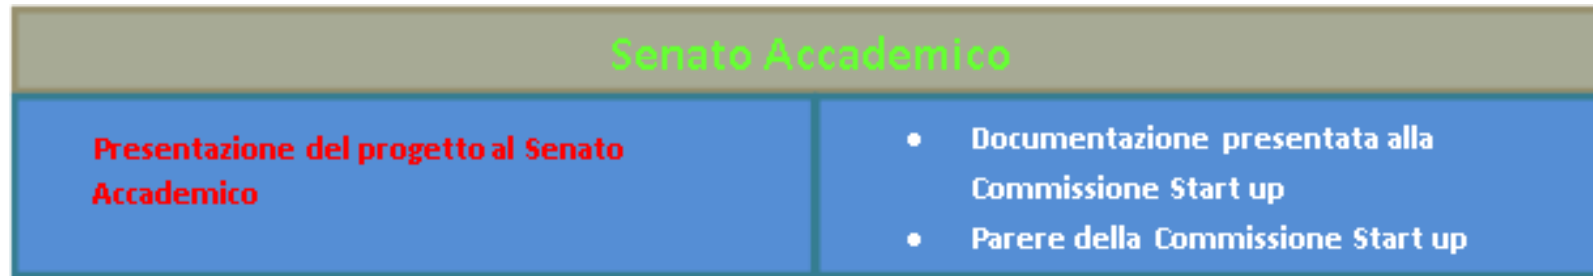 Senato Accademico
Presentazione del progetto al Senato
Accademico
• Documentazione presentata alla
Commissione Start up
• Parere della Commissione Start up